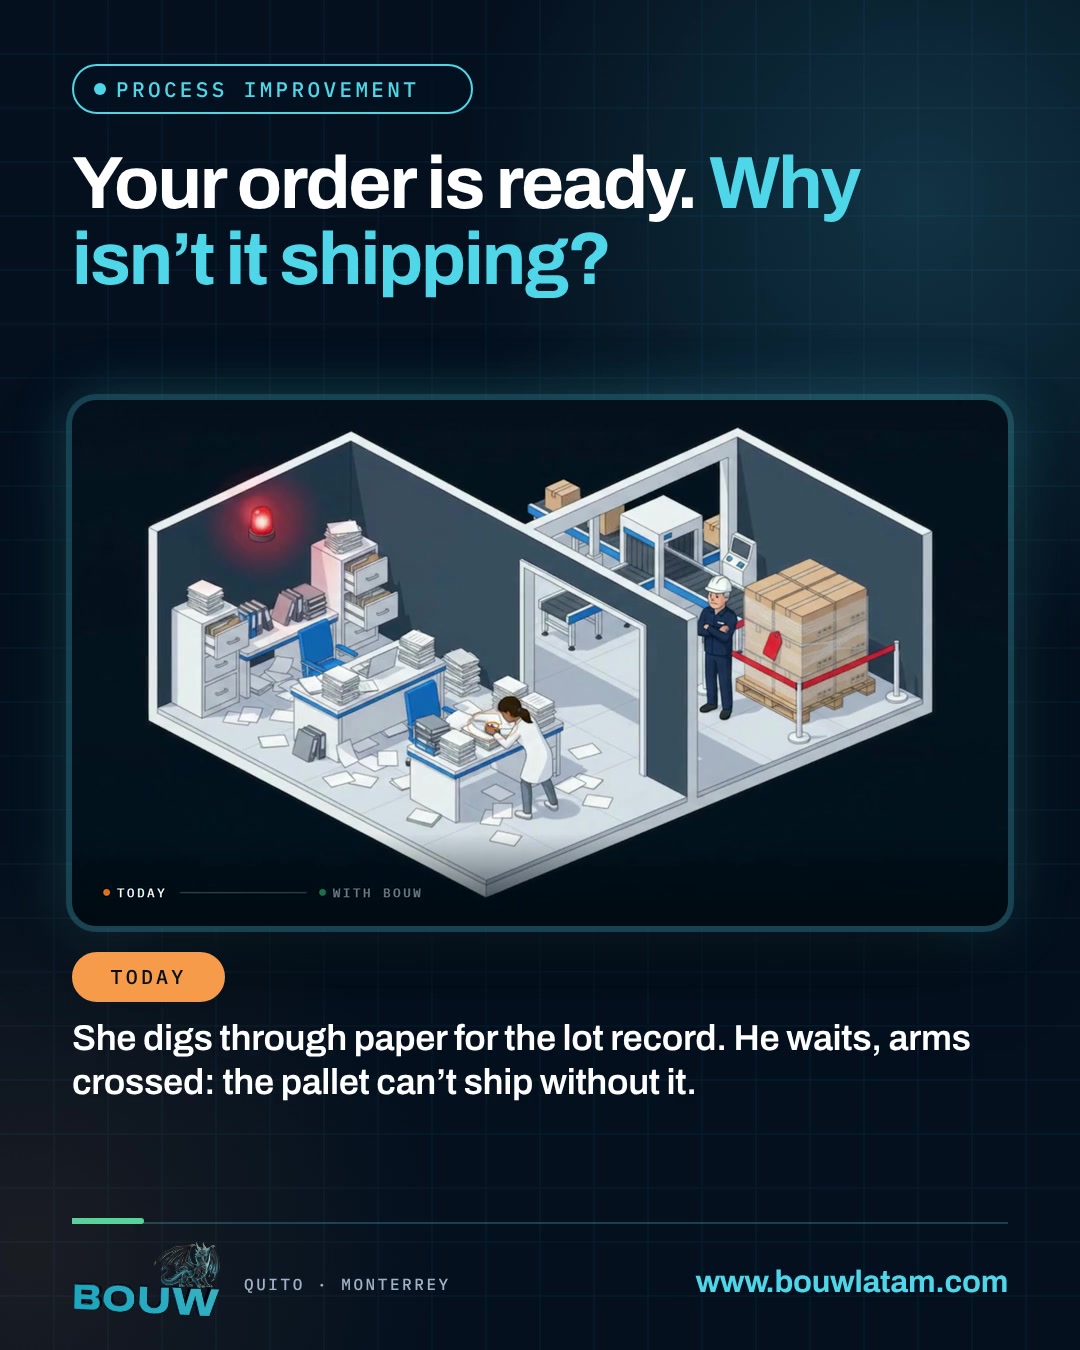 PROCESS IMPROVEMENT
Your order is ready. Why
isn’t it shipping?
TODAY
WITH BOUW
TODAY
She digs through paper for the lot record. He waits, arms
crossed: the pallet can’t ship without it.
BOUW
QUITO · MONTERREY
www.bouwlatam.com